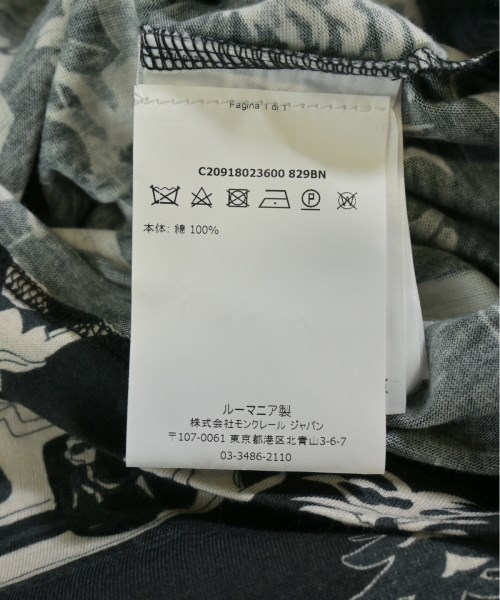 Pagina 1 di 1
C20918023600 829BN
P
本体: 綿 100%
ルーマニア製
株式会社モンクレール ジャパン
〒107-0061 東京都港区北青山3-6-7
03-3486-2110